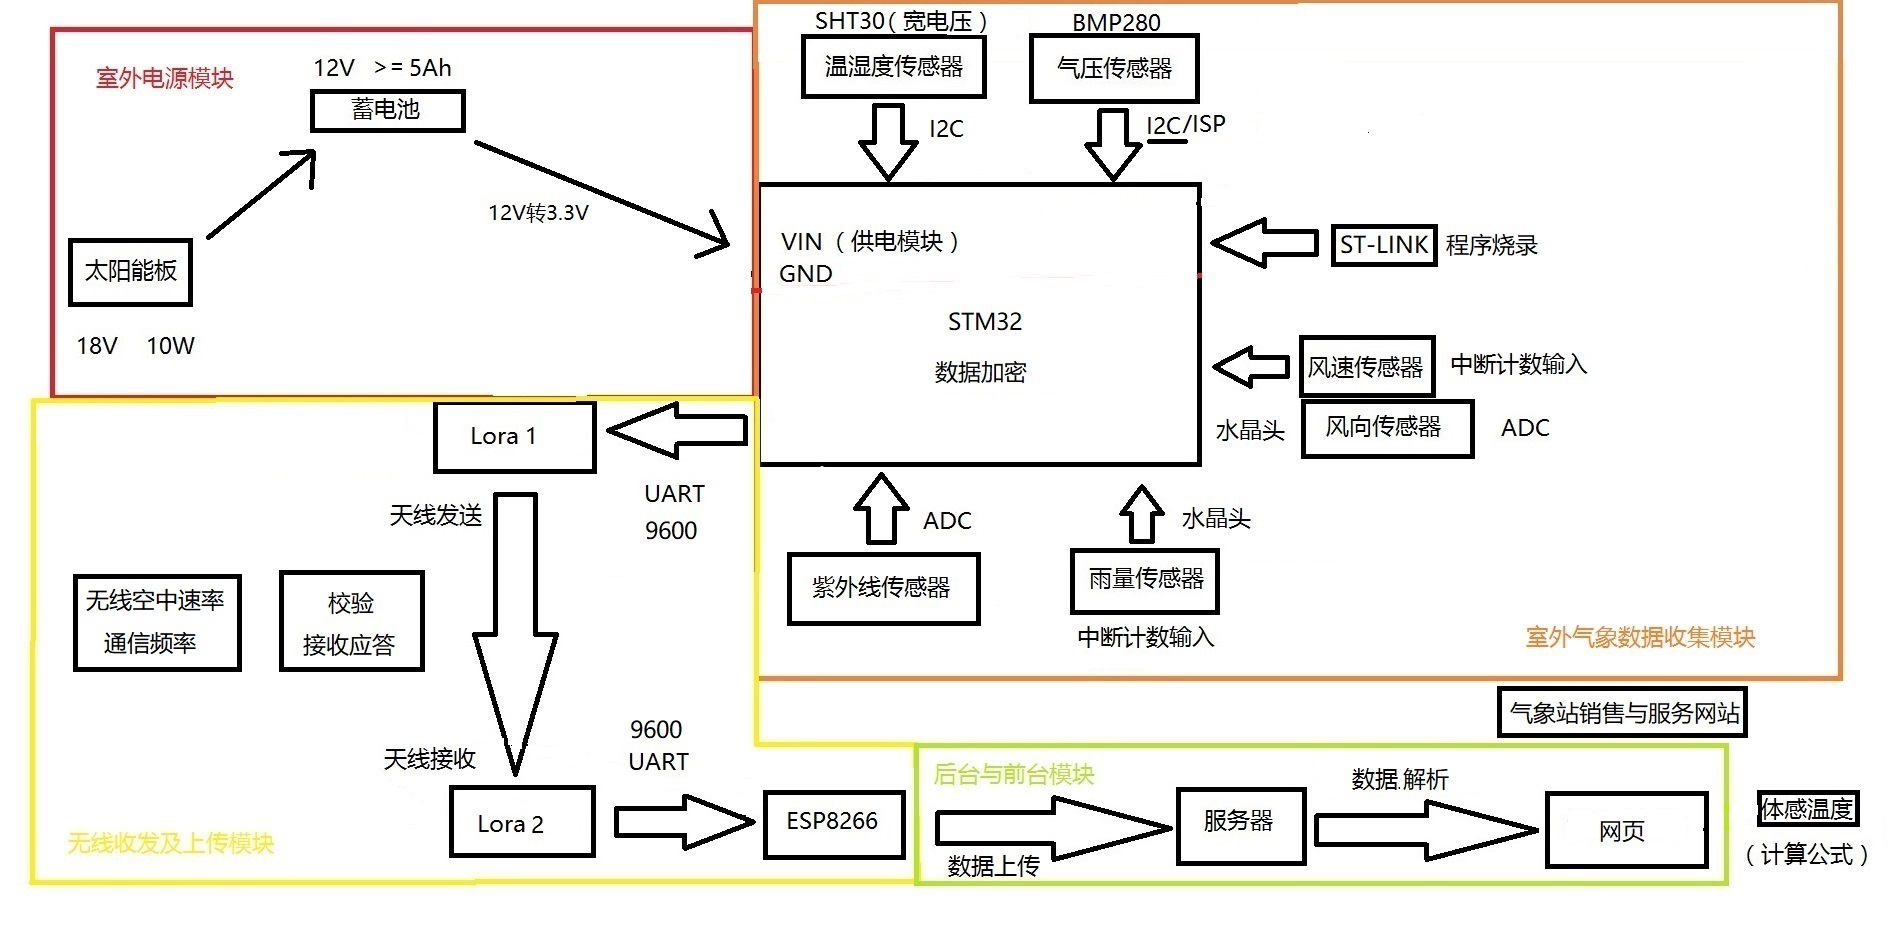 室外电源模块
12V >=5Ah
蓄电池
12V转3.3V
太阳能板
18V 10W
SHT30（宽电压）
温湿度传感器
I2C
BMP280
气压传感器
I2C/ISP
VIN （供电模块）
GND
STM32
数据加密
ST-LINK 程序烧录
风速传感器 中断计数输入
水晶头 风向传感器 ADC
ADC
紫外线传感器
水晶头
雨量传感器
中断计数输入
室外气象数据收集模块
Lora 1
UART
9600
天线发送
无线空中速率
通信频率
校验
接收应答
天线接收
9600
UART
Lora 2
ESP8266
无线收发及上传模块
气象站销售与服务网站
后台与前台模块
数据上传
服务器
数据.解析
网页
体感温度
（计算公式）